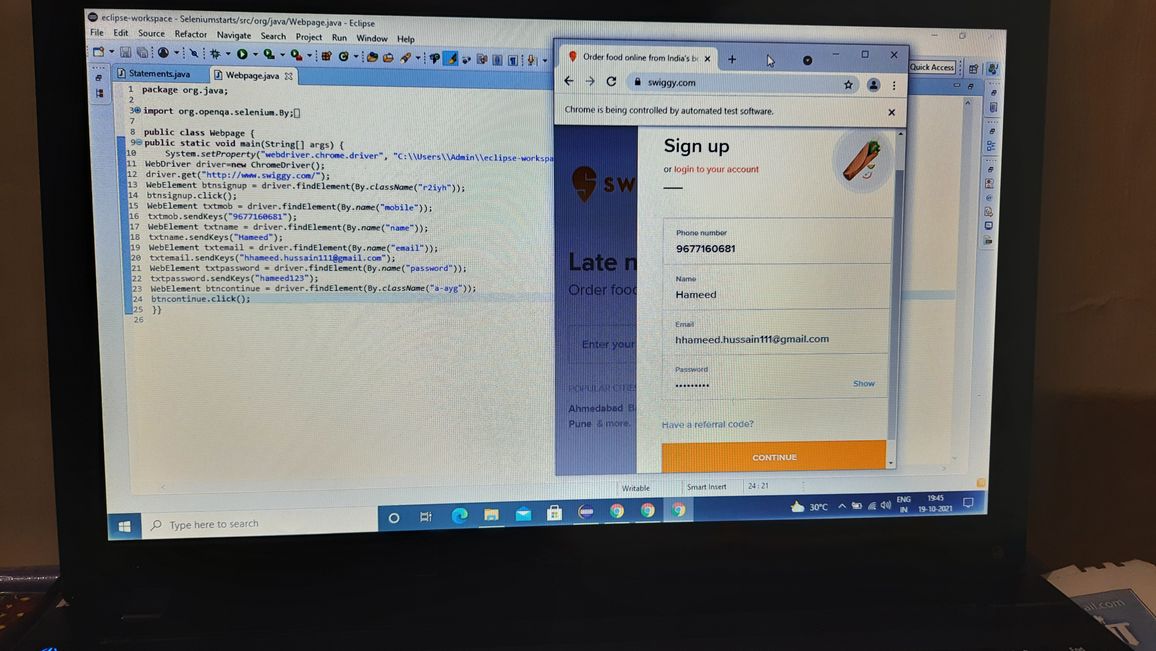 eclipse-workspace - Seleniumstarts/src/org/java/Webpage.java - Eclipse
File Edit Source Refactor Navigate Search Project Run Window Help
Quick Access
Statements.java
Webpage.java
1 package org.java;
2
3 import org.openqa.selenium.By;
7
8 public class Webpage {
9 public static void main(String[] args) {
10 System.setProperty("webdriver.chrome.driver", "C:\\Users\\Admin\\eclipse-workspa
11 WebDriver driver=new ChromeDriver();
12 driver.get("http://www.swiggy.com/");
13 WebElement btnsignup = driver.findElement(By.className("r2iyh"));
14 btnsignup.click();
15 WebElement txtmob = driver.findElement(By.name("mobile"));
16 txtmob.sendKeys("9677160681");
17 WebElement txtname = driver.findElement(By.name("name"));
18 txtname.sendKeys("Hameed");
19 WebElement txtemail = driver.findElement(By.name("email"));
20 txtemail.sendKeys("hhameed.hussain111@gmail.com");
21 WebElement txtpassword = driver.findElement(By.name("password"));
22 txtpassword.sendKeys("hameed123");
23 WebElement btncontinue = driver.findElement(By.className("a-ayg"));
24 btncontinue.click();
25 }}
26
Order food online from India's be
swiggy.com
Chrome is being controlled by automated test software.
SW
Late n
Order food
Enter your
POPULAR CITIES
Ahmedabad
Pune & more.
Sign up
or login to your account
Phone number
9677160681
Name
Hameed
Email
hhameed.hussain111@gmail.com
Password
•••••••••
Show
Have a referral code?
CONTINUE
Writable
Smart Insert
24 : 21
Type here to search
30°C
ENG
IN
19:45
19-10-2021
ail.com